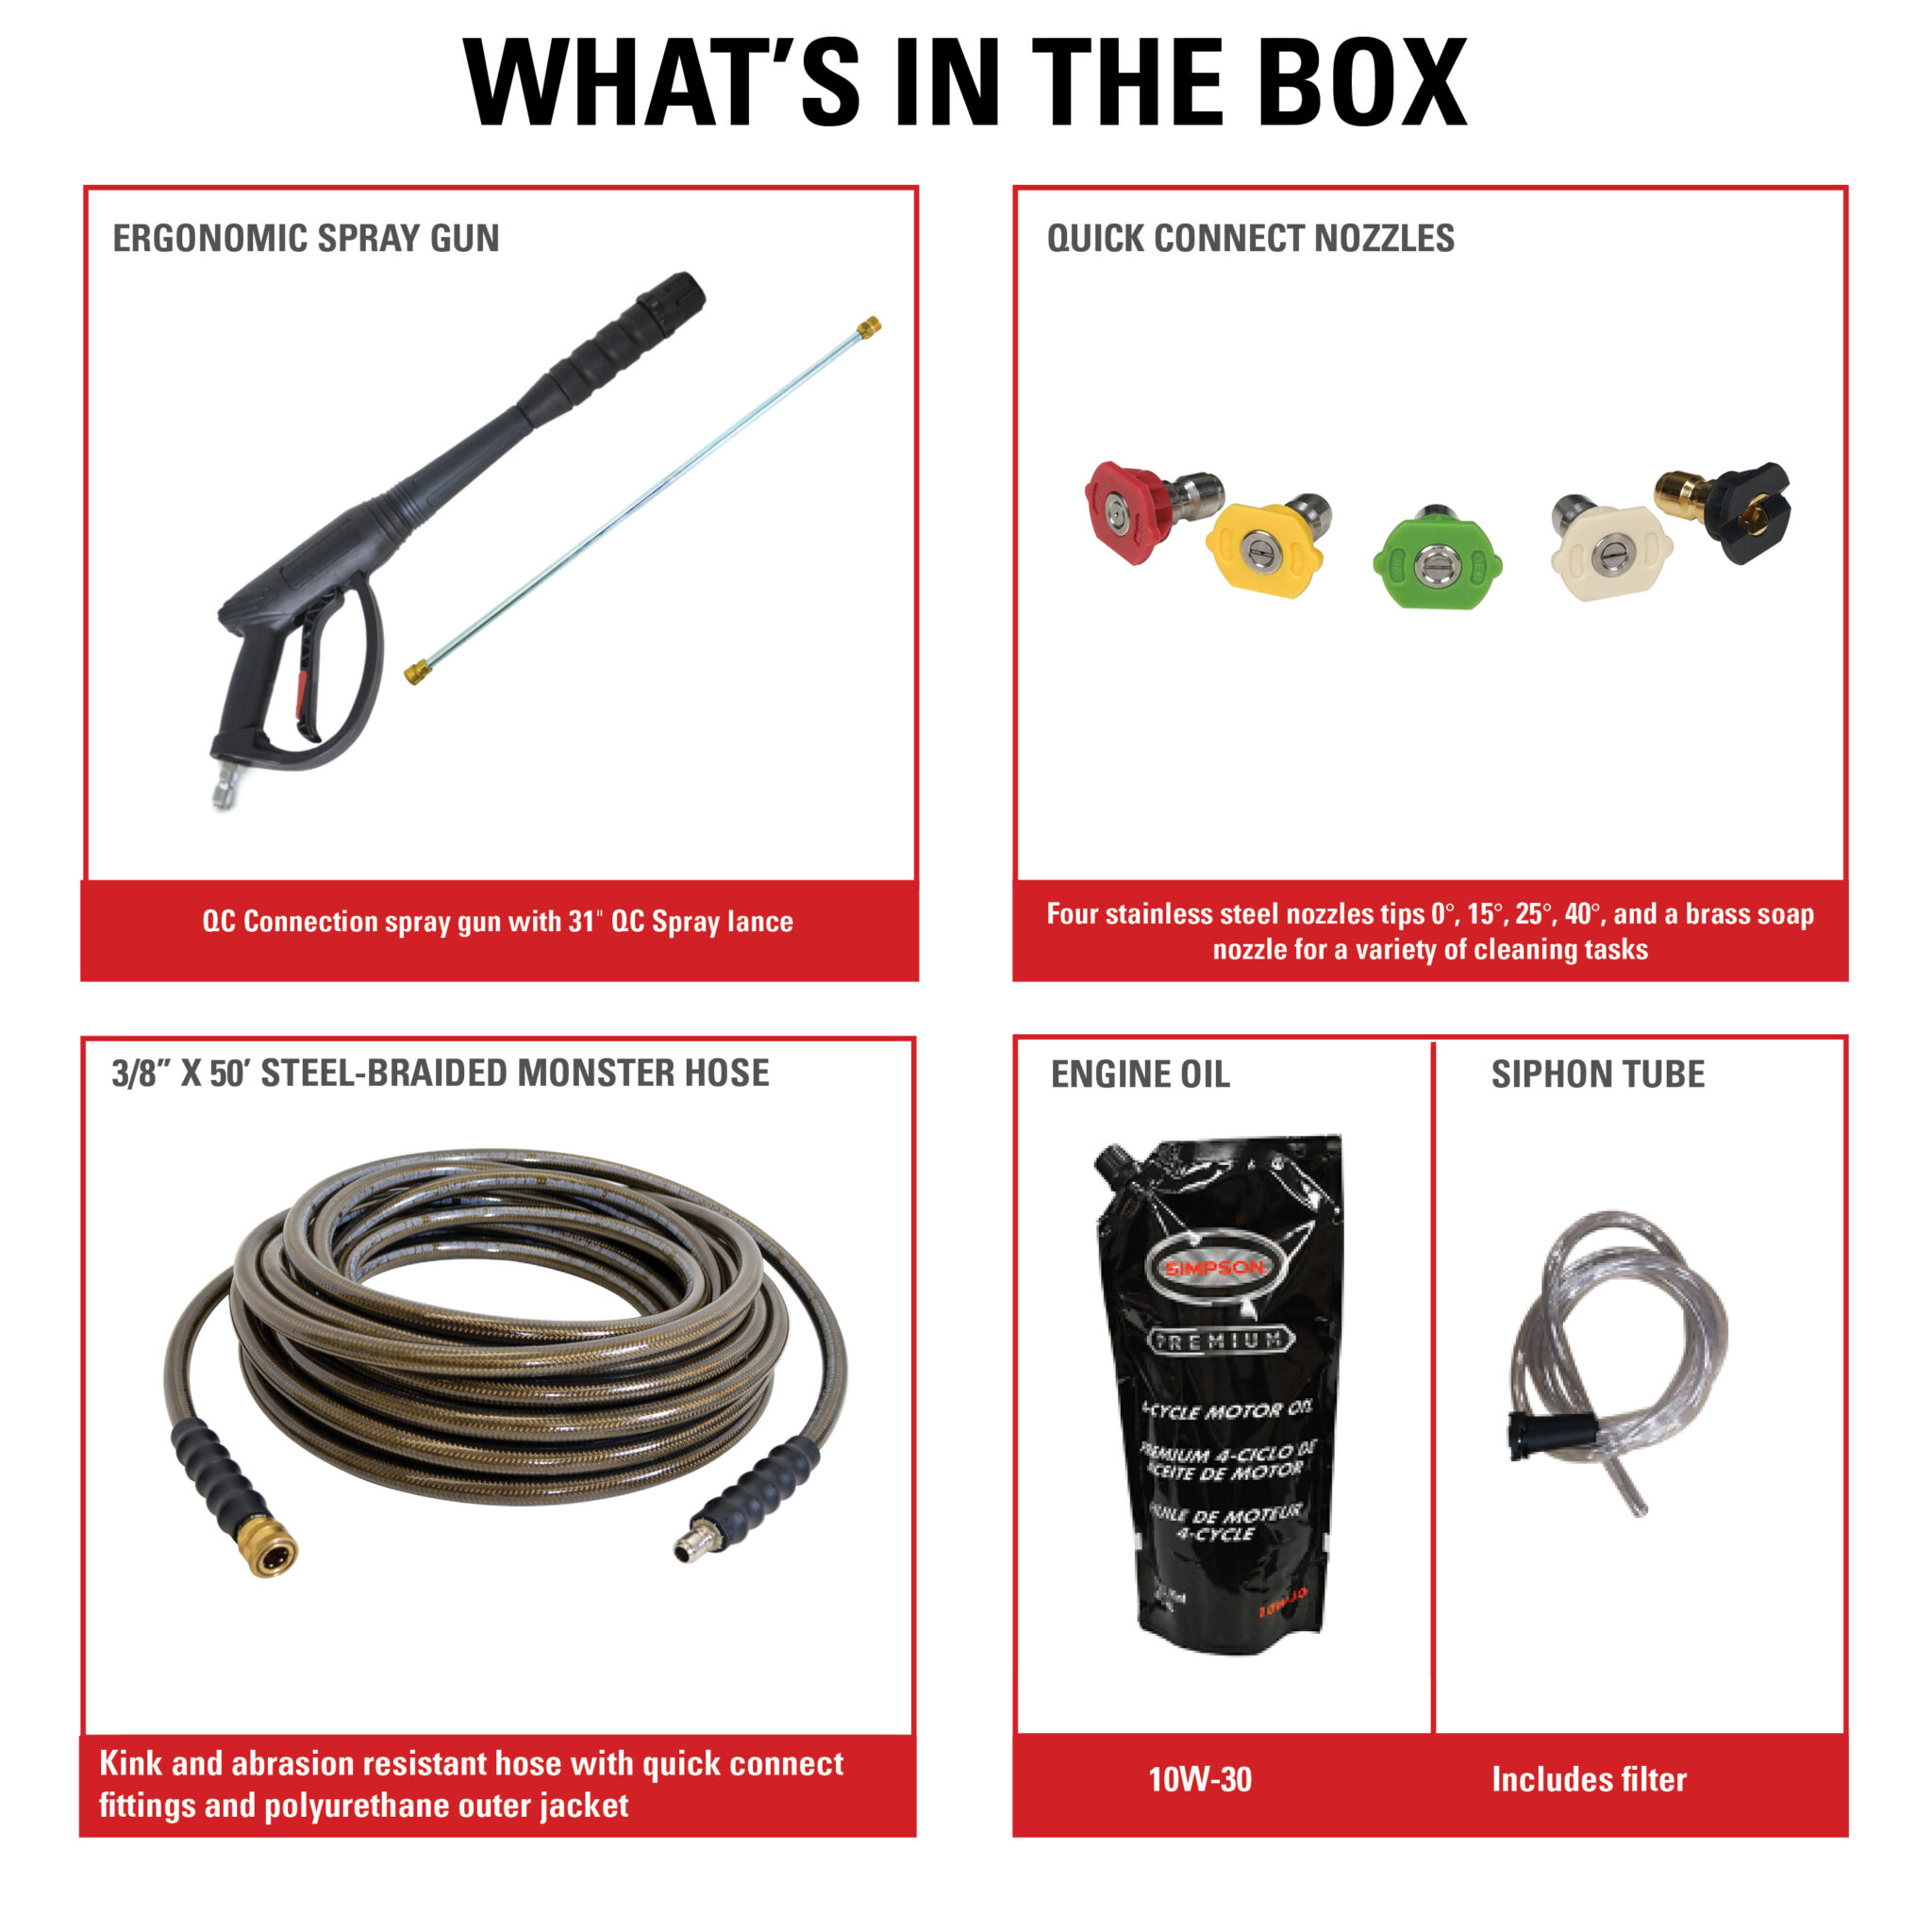 WHAT'S IN THE BOX
ERGONOMIC SPRAY GUN
QC Connection spray gun with 31" QC Spray lance
QUICK CONNECT NOZZLES
Four stainless steel nozzles tips 0°, 15°, 25°, 40°, and a brass soap
nozzle for a variety of cleaning tasks
3/8” X 50’ STEEL-BRAIDED MONSTER HOSE
Kink and abrasion resistant hose with quick connect
fittings and polyurethane outer jacket
ENGINE OIL
SIMPSON
PREMIUM
4-CYCLE MOTOR OIL
PREMIUM 4-CICLO DE
ACEITE DE MOTOR
HUILE DE MOTEUR
4-CYCLE
10W-30
10W-30
SIPHON TUBE
Includes filter